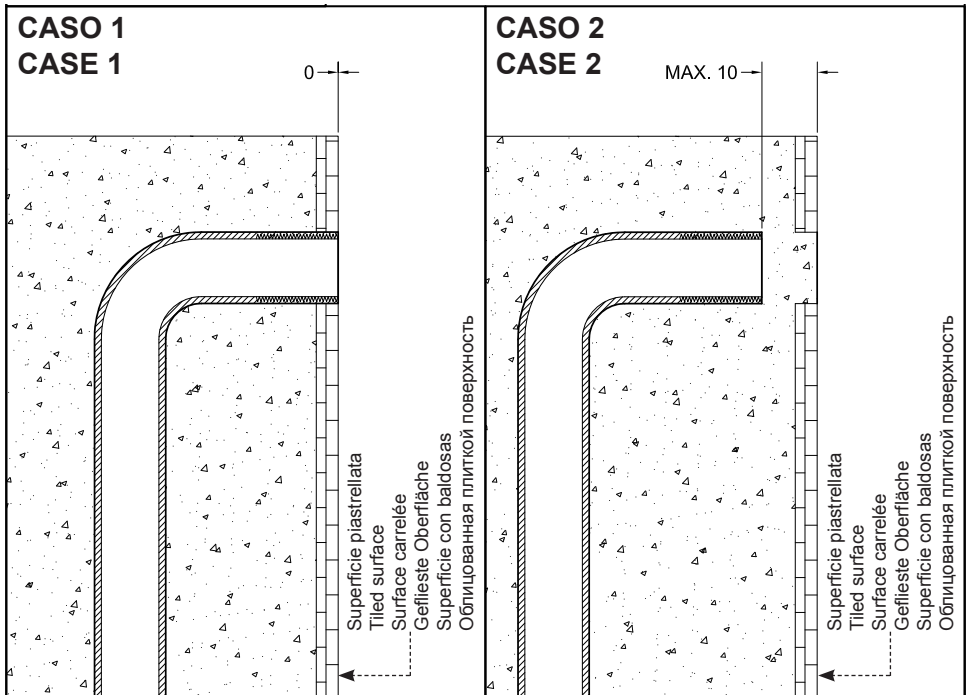 CASO 1
CASE 1
0
Superficie piastrellata
Tiled surface
Surface carrelée
Geflieste Oberfläche
Superficie con baldosas
Облицованная плиткой поверхность
CASO 2
CASE 2
MAX. 10
Superficie piastrellata
Tiled surface
Surface carrelée
Geflieste Oberfläche
Superficie con baldosas
Облицованная плиткой поверхность